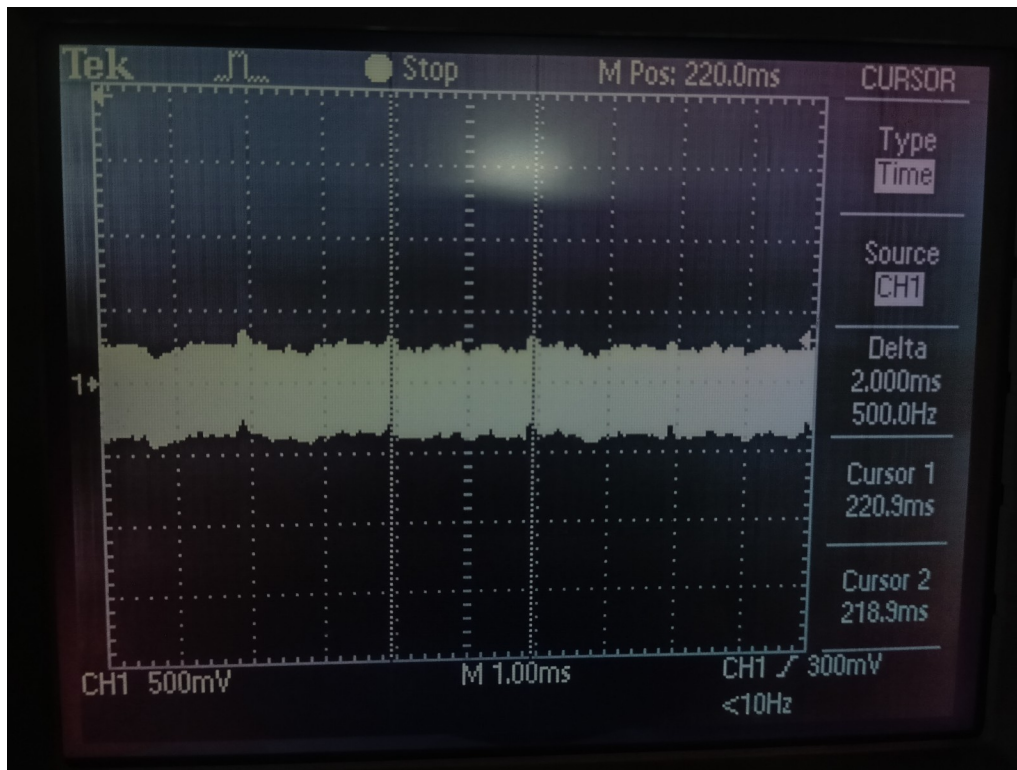 Tek Stop M Pos: 220.0ms CURSOR
Type
Time
Source
CH1
Delta
2.000ms
500.0Hz
1
Cursor 1
220.9ms
Cursor 2
218.9ms
CH1 500mV M 1.00ms CH1 300mV
<10Hz